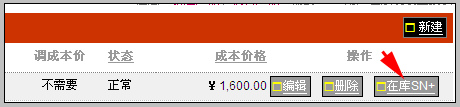 新建
调成本价 状态 成本价格 操作
不需要 正常 ¥ 1,600.00 编辑 删除 在库SN+